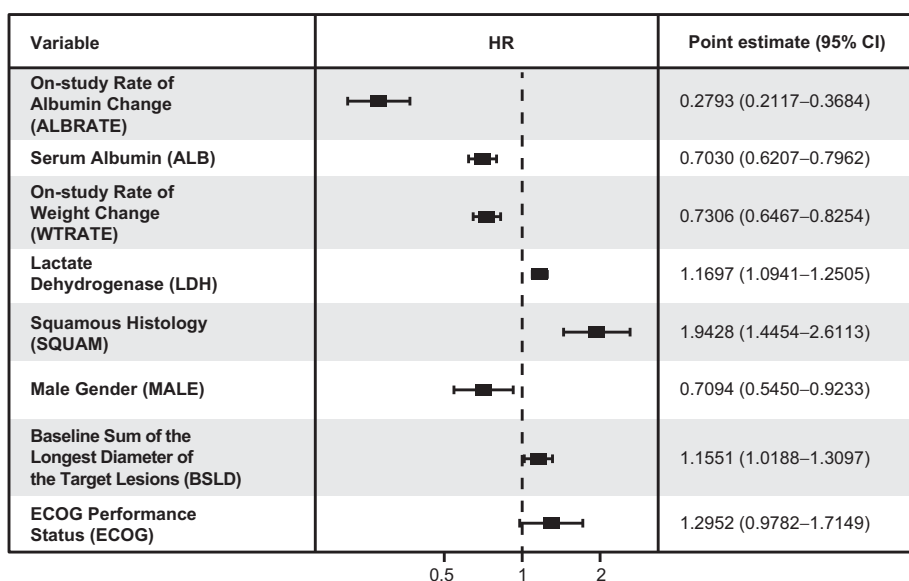 Variable HR Point estimate (95% CI)
On-study Rate of
Albumin Change
(ALBRATE)
0.2793 (0.2117–0.3684)
Serum Albumin (ALB) 0.7030 (0.6207–0.7962)
On-study Rate of
Weight Change
(WTRATE)
0.7306 (0.6467–0.8254)
Lactate
Dehydrogenase (LDH)
1.1697 (1.0941–1.2505)
Squamous Histology
(SQUAM)
1.9428 (1.4454–2.6113)
Male Gender (MALE) 0.7094 (0.5450–0.9233)
Baseline Sum of the
Longest Diameter of
the Target Lesions (BSLD)
1.1551 (1.0188–1.3097)
ECOG Performance
Status (ECOG)
1.2952 (0.9782–1.7149)
0.5 1 2